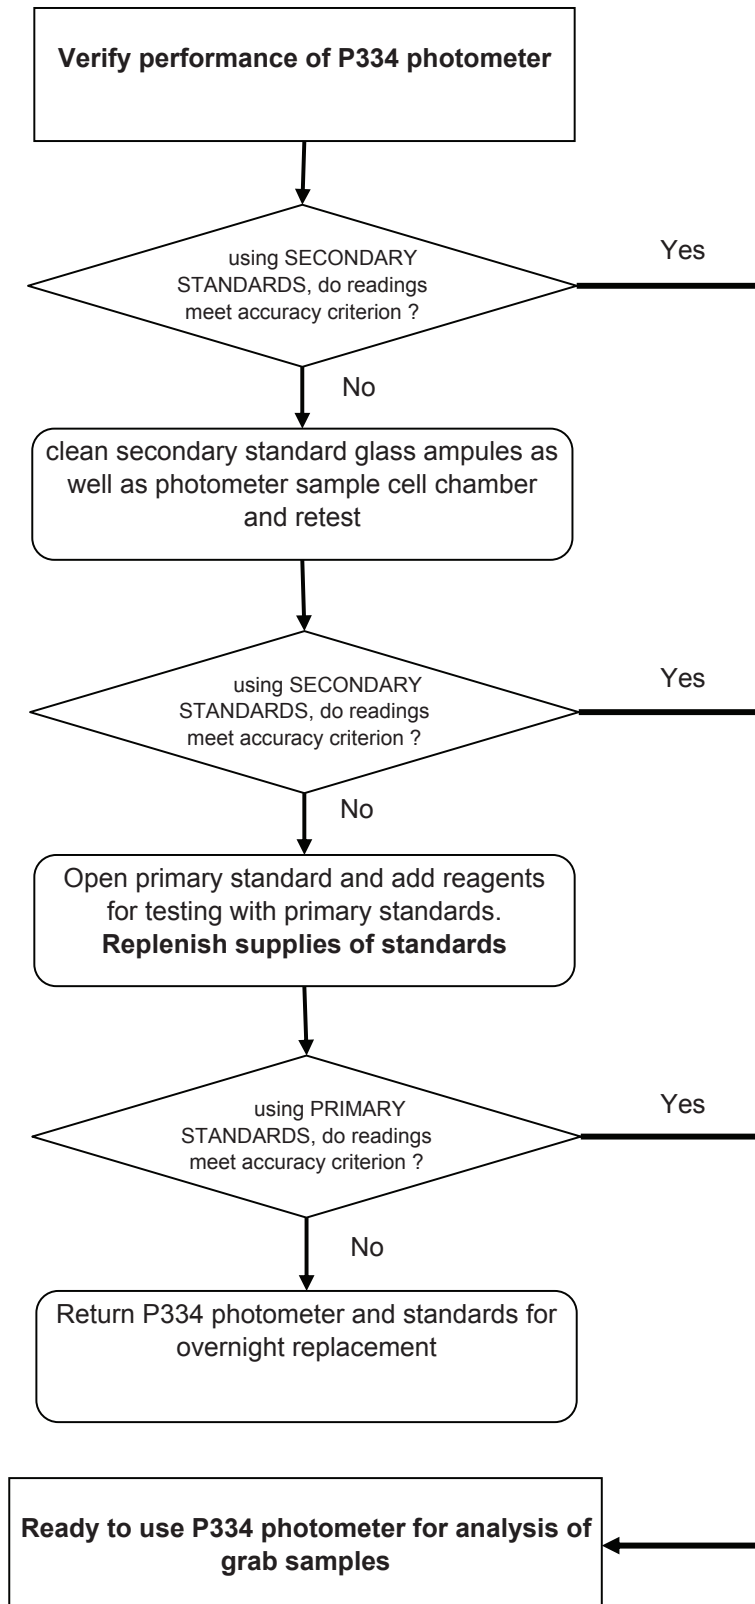 Verify performance of P334 photometer
using SECONDARY
STANDARDS, do readings
meet accuracy criterion ?
Yes
No
clean secondary standard glass ampules as
well as photometer sample cell chamber
and retest
using SECONDARY
STANDARDS, do readings
meet accuracy criterion ?
Yes
No
Open primary standard and add reagents
for testing with primary standards.
Replenish supplies of standards
using PRIMARY
STANDARDS, do readings
meet accuracy criterion ?
Yes
No
Return P334 photometer and standards for
overnight replacement
Ready to use P334 photometer for analysis of
grab samples